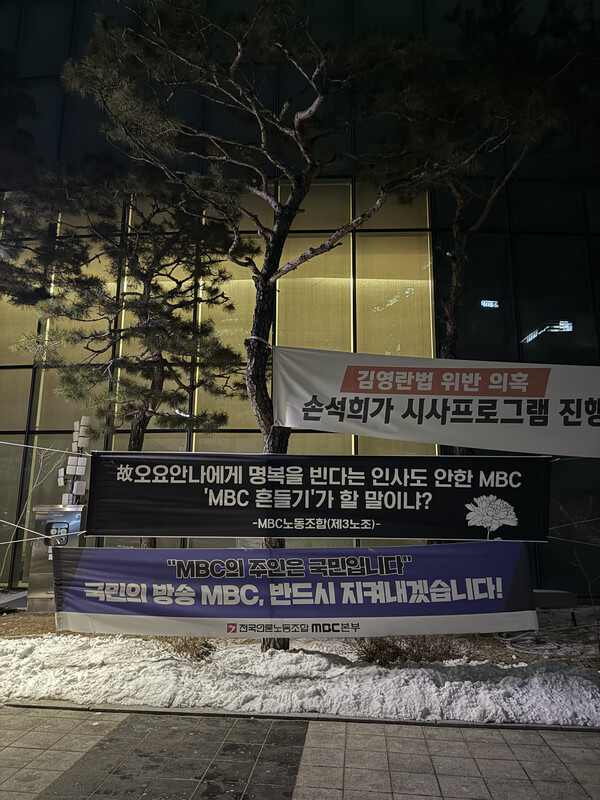 김영란법 위반 의혹
손석희가 시사프로그램 진행
故오요안나에게 명복을 빈다는 인사도 안한 MBC
'MBC 흔들기'가 할 말이냐?
-MBC노동조합(제3노조)-
"MBC의 주인은 국민입니다"
국민의 방송 MBC, 반드시 지켜내겠습니다!
전국언론노동조합 MBC본부